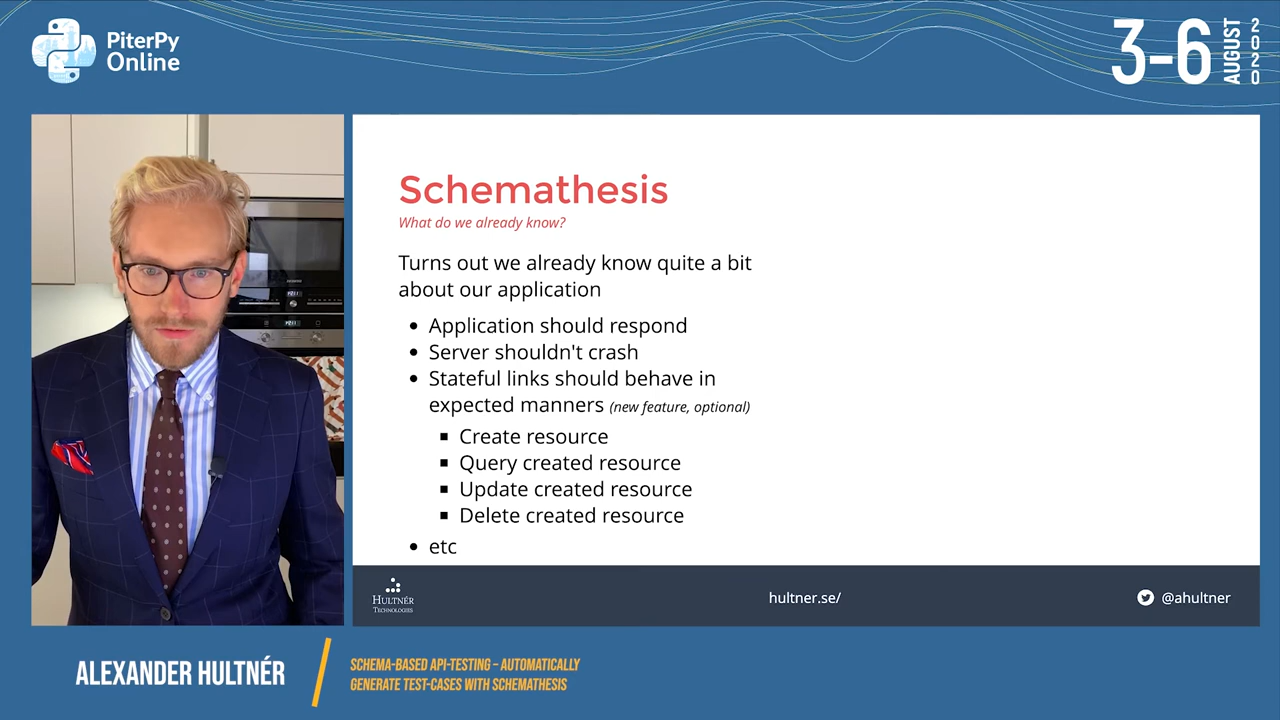 PiterPy
Online
3-6
AUGUST
2020
Schemathesis
What do we already know?
Turns out we already know quite a bit
about our application
• Application should respond
• Server shouldn't crash
• Stateful links should behave in
expected manners (new feature, optional)
▪ Create resource
▪ Query created resource
▪ Update created resource
▪ Delete created resource
• etc
HULTNÉR
TECHNOLOGIES
hultner.se/
@ahultner
ALEXANDER HULTNÉR
SCHEMA-BASED API-TESTING – AUTOMATICALLY
GENERATE TEST-CASES WITH SCHEMATHESIS